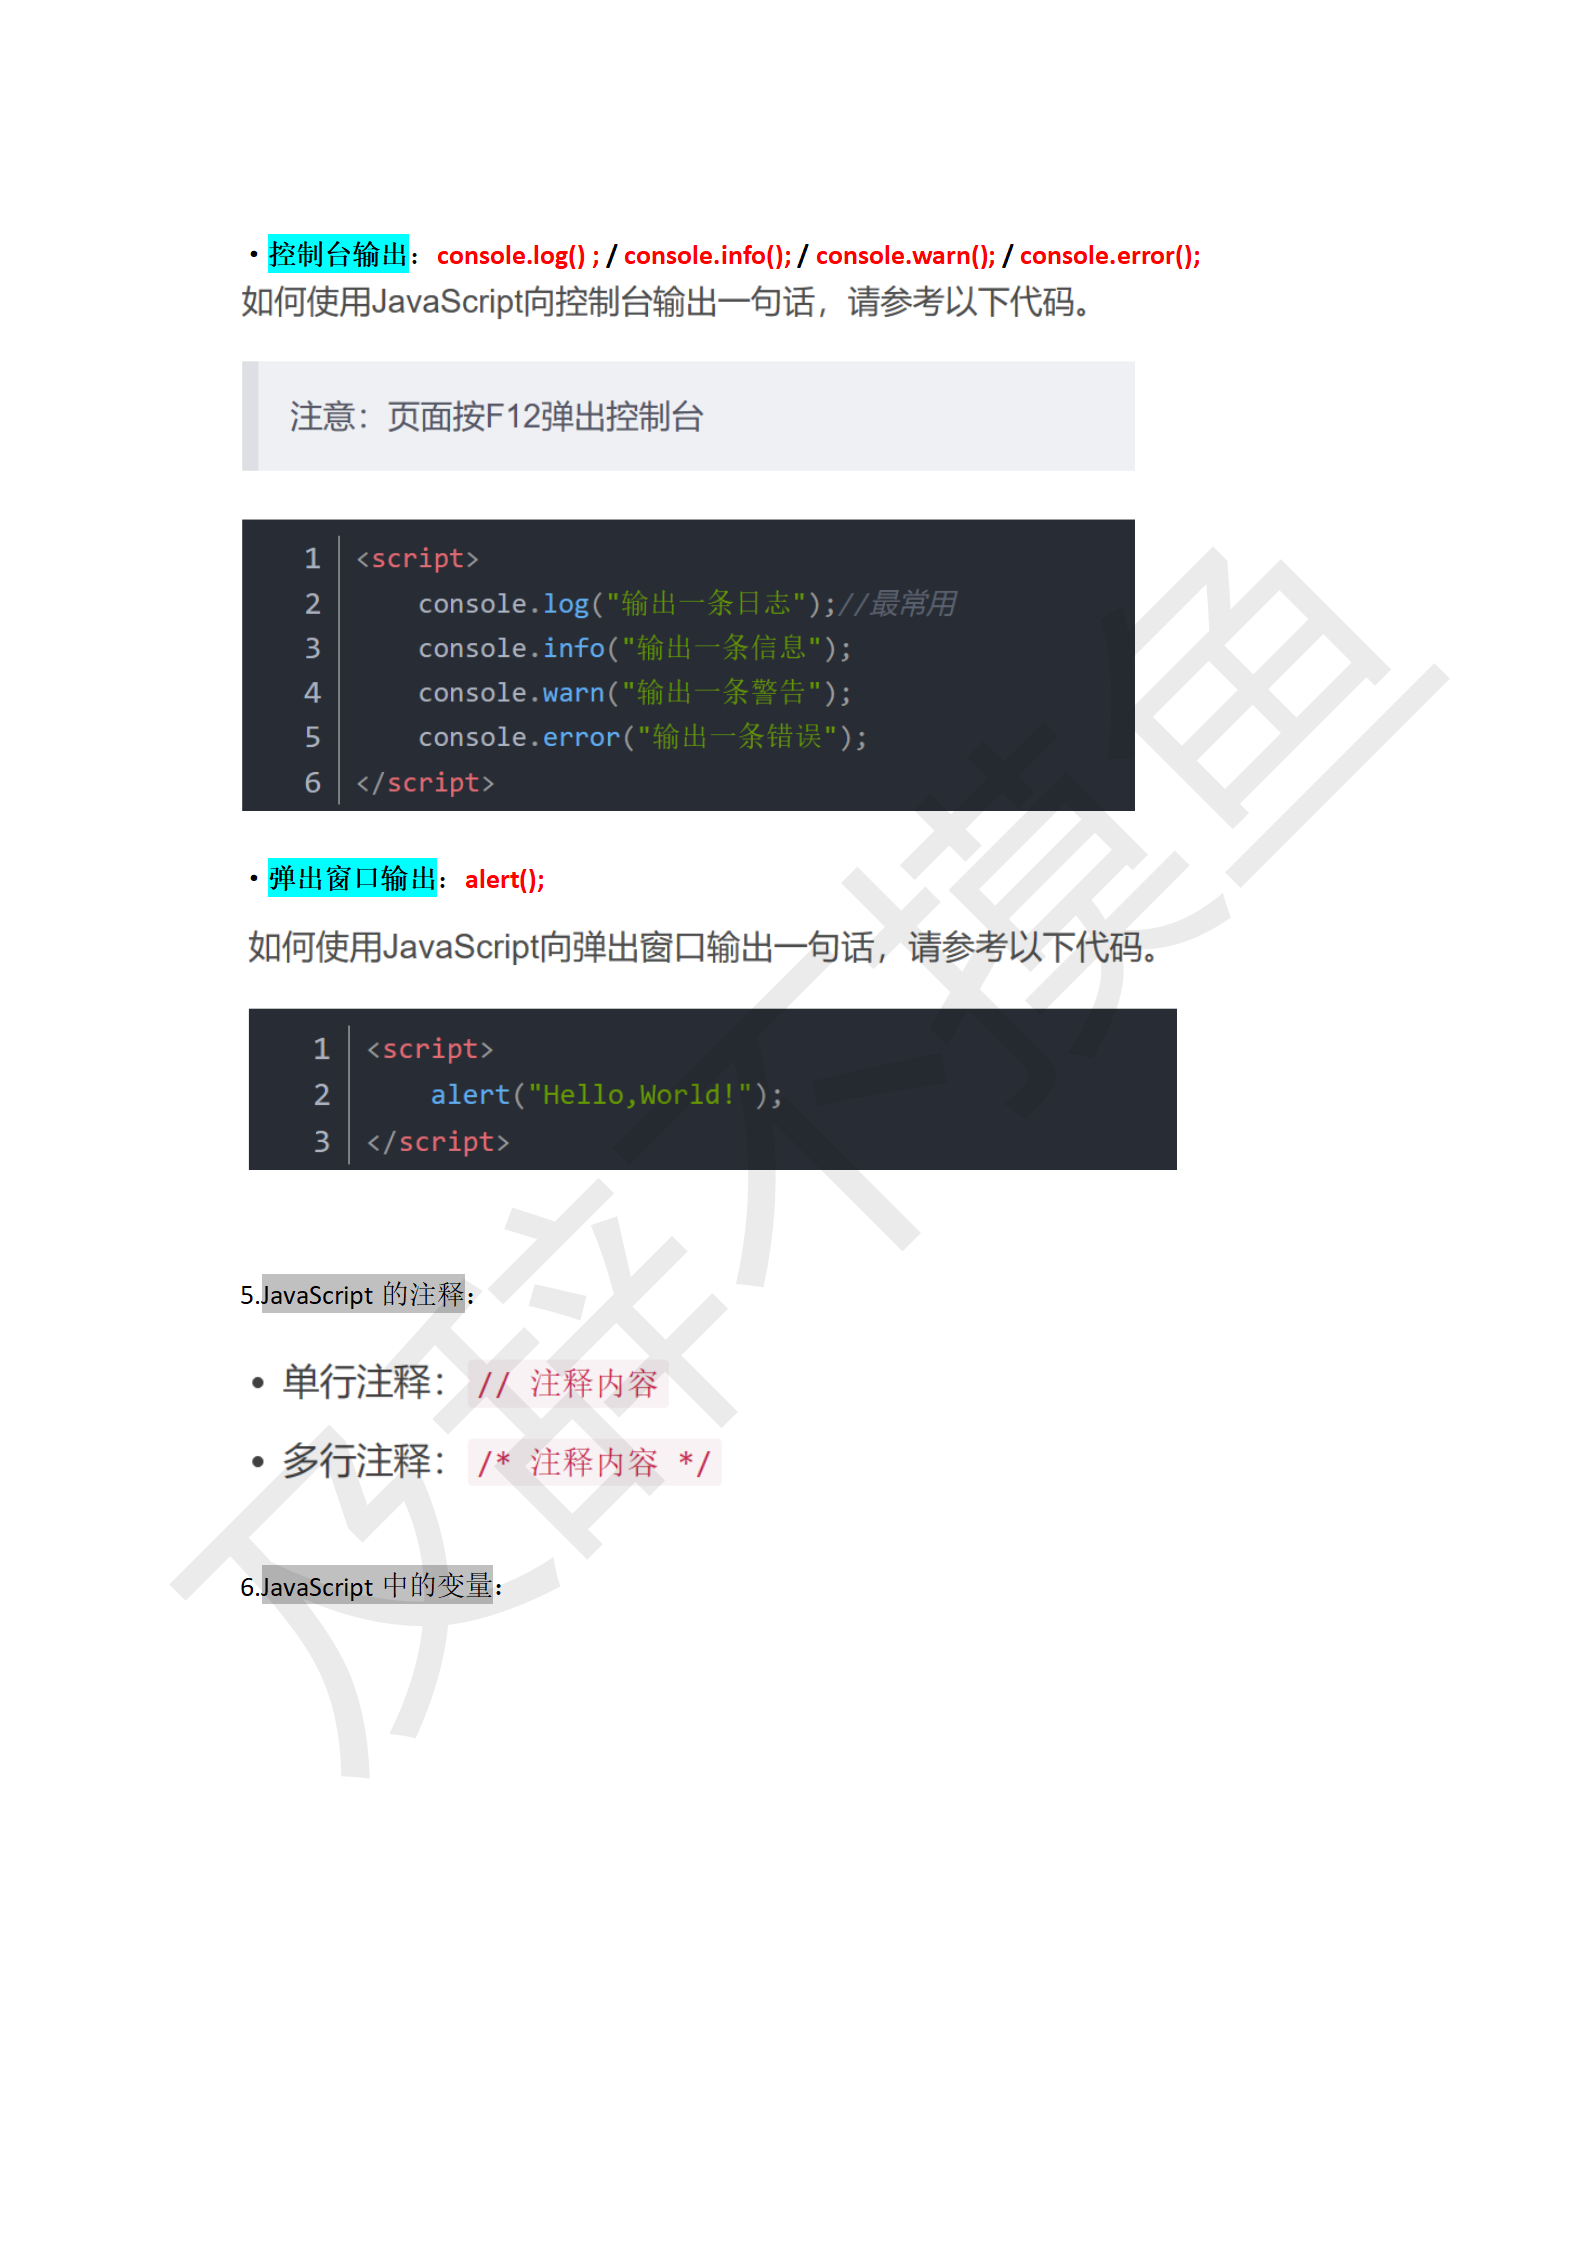 ·控制台输出：console.log() ; / console.info(); / console.warn(); / console.error();
如何使用JavaScript向控制台输出一句话，请参考以下代码。
注意：页面按F12弹出控制台
1 <script>
2 console.log("输出一条日志");//最常用
3 console.info("输出一条信息");
4 console.warn("输出一条警告");
5 console.error("输出一条错误");
6 </script>
·弹出窗口输出：alert();
如何使用JavaScript向弹出窗口输出一句话，请参考以下代码。
1 <script>
2 alert("Hello,World!");
3 </script>
5.JavaScript 的注释：
• 单行注释：// 注释内容
• 多行注释：/* 注释内容 */
6.JavaScript 中的变量：
及辞不摸鱼